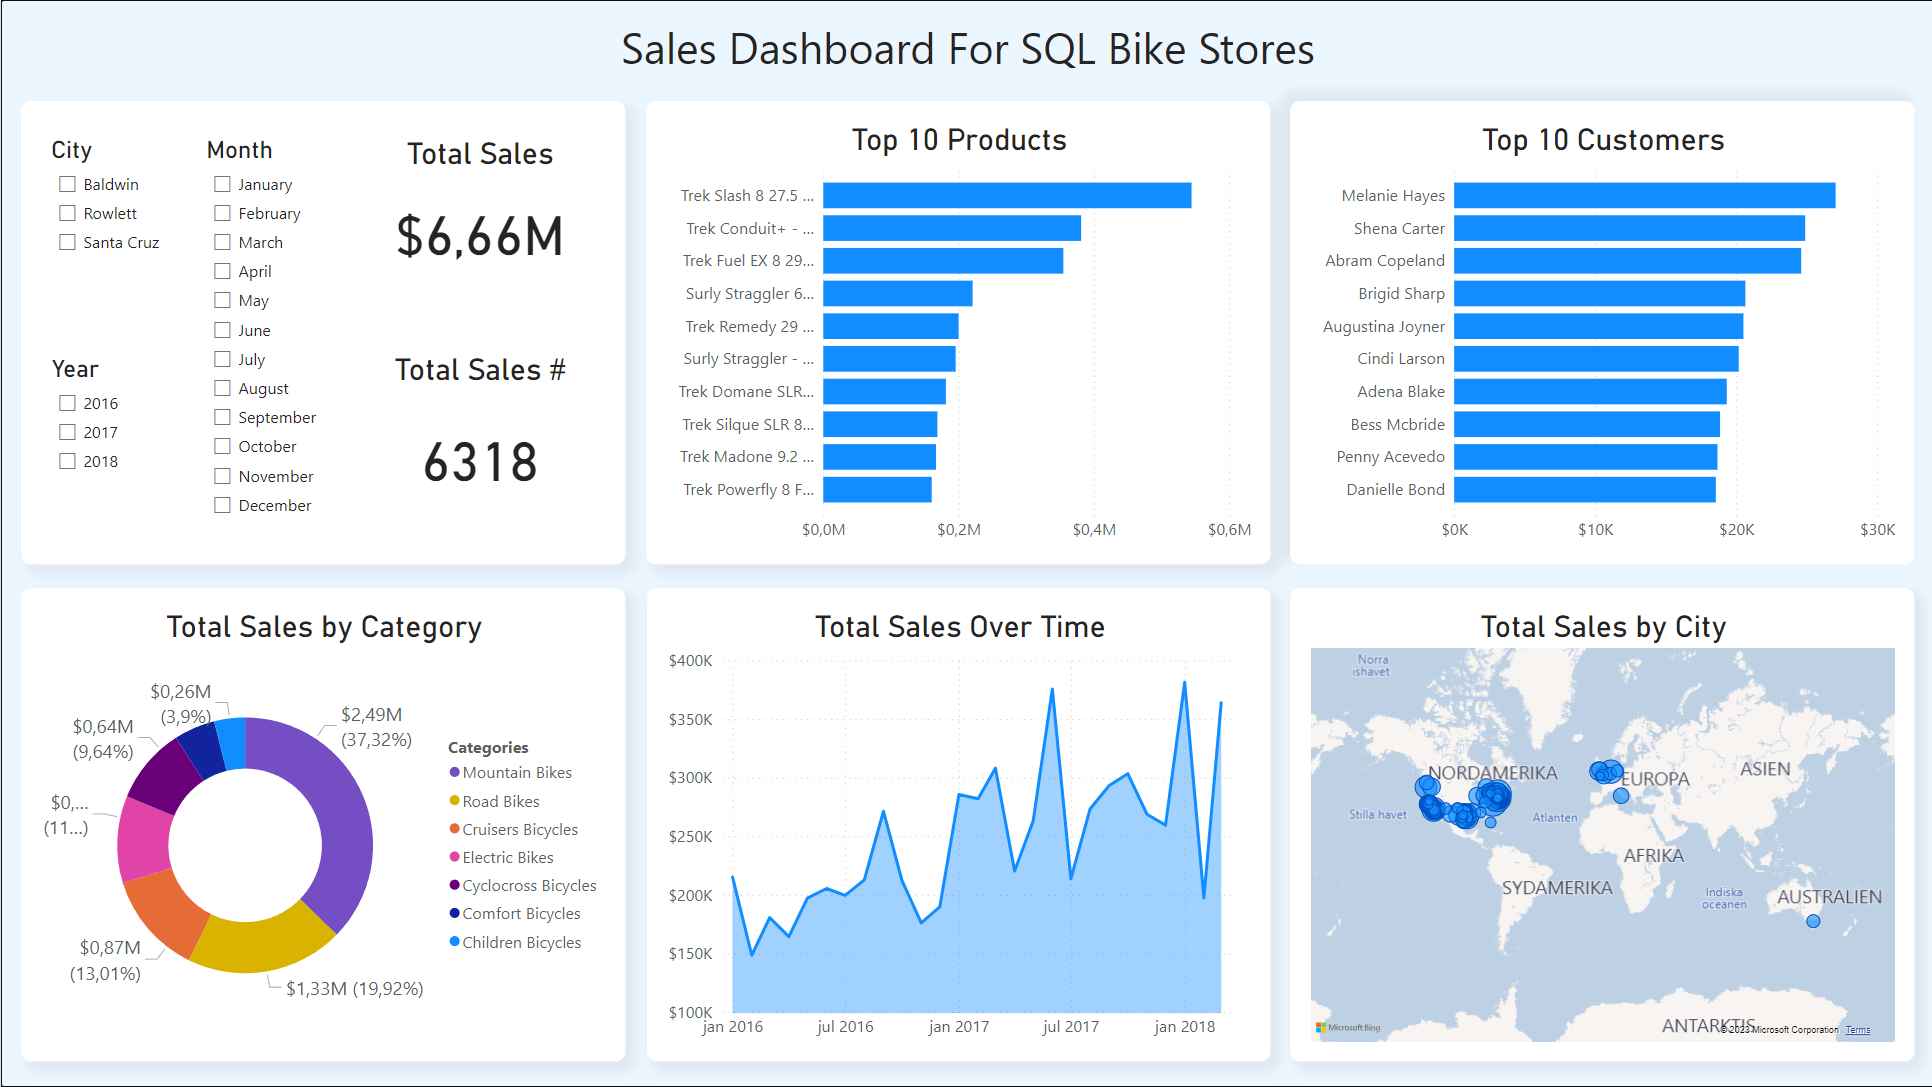 Sales Dashboard For SQL Bike Stores
City
Baldwin
Rowlett
Santa Cruz
Year
2016
2017
2018
Month
January
February
March
April
May
June
July
August
September
October
November
December
Total Sales
$6,66M
Total Sales #
6318
Top 10 Products
Trek Slash 8 27.5 ...
Trek Conduit+ - ...
Trek Fuel EX 8 29...
Surly Straggler 6...
Trek Remedy 29 ...
Surly Straggler - ...
Trek Domane SLR...
Trek Silque SLR 8...
Trek Madone 9.2 ...
Trek Powerfly 8 F...
$0,0M $0,2M $0,4M $0,6M
Top 10 Customers
Melanie Hayes
Shena Carter
Abram Copeland
Brigid Sharp
Augustina Joyner
Cindi Larson
Adena Blake
Bess Mcbride
Penny Acevedo
Danielle Bond
$0K $10K $20K $30K
Total Sales by Category
$0,26M
(3,9%)
$0,64M
(9,64%)
$0,...
(11...)
$0,87M
(13,01%)
$1,33M (19,92%)
$2,49M
(37,32%)
Categories
Mountain Bikes
Road Bikes
Cruisers Bicycles
Electric Bikes
Cyclocross Bicycles
Comfort Bicycles
Children Bicycles
Total Sales Over Time
$400K
$350K
$300K
$250K
$200K
$150K
$100K
jan 2016 jul 2016 jan 2017 jul 2017 jan 2018
Total Sales by City
Norra
ishavet
NORDAMERIKA
EUROPA
ASIEN
Stilla havet
Atlanten
AFRIKA
SYDAMERIKA
Indiska
oceanen
AUSTRALIEN
ANTARKTIS
Microsoft Bing
© 2023 Microsoft Corporation Terms